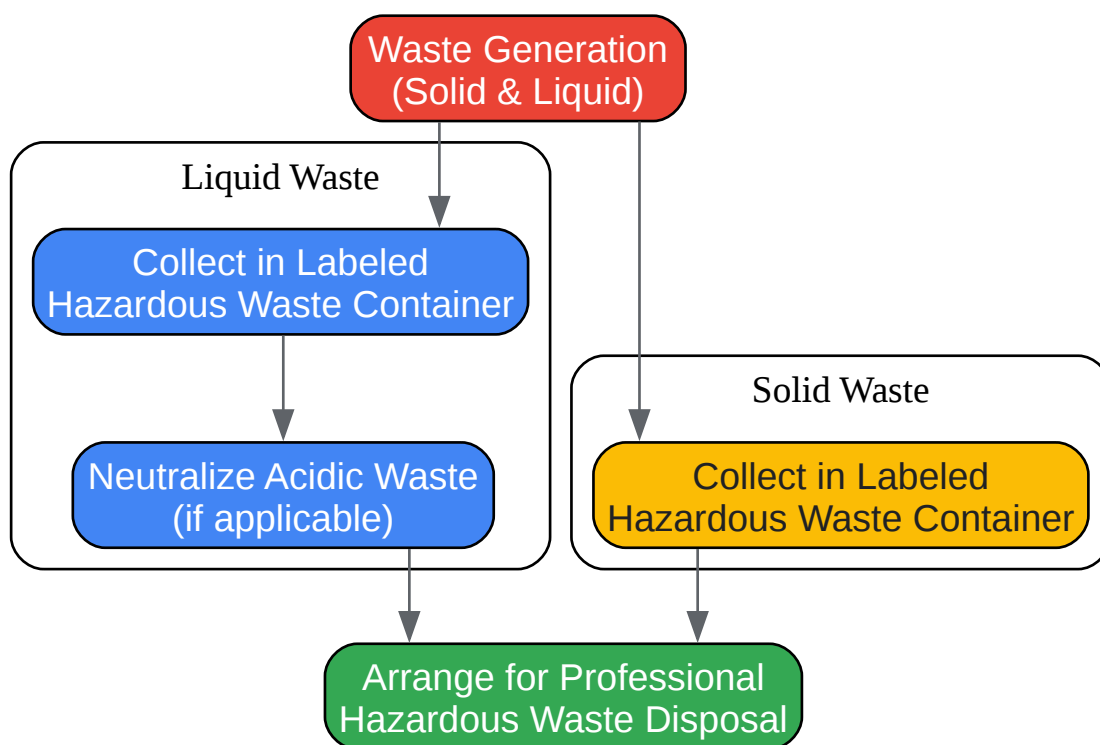 Waste Generation
(Solid & Liquid)
Liquid Waste
Collect in Labeled
Hazardous Waste Container
Neutralize Acidic Waste
(if applicable)
Solid Waste
Collect in Labeled
Hazardous Waste Container
Arrange for Professional
Hazardous Waste Disposal